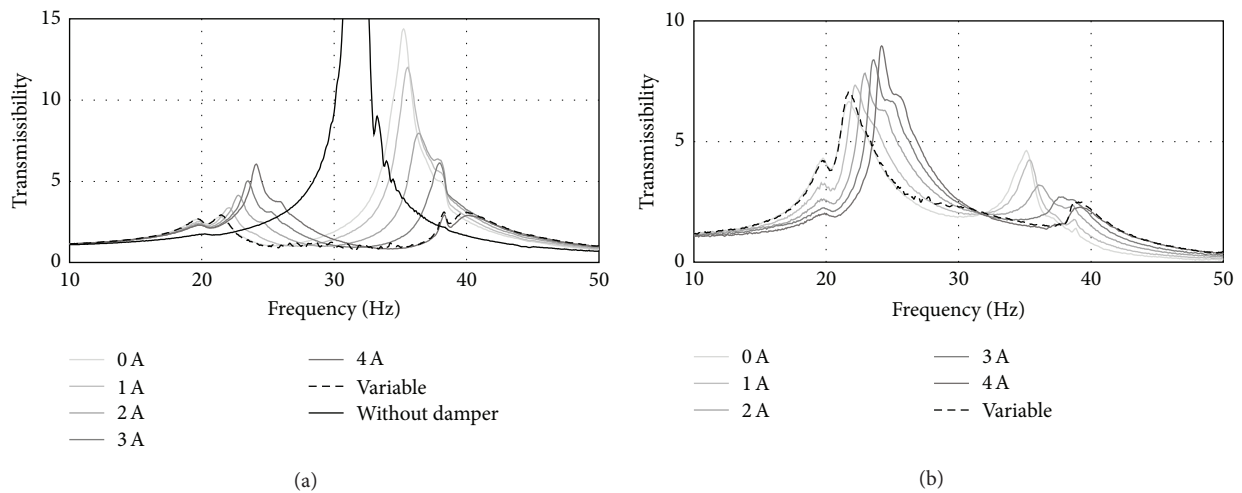 15
10
5
0
Transmissibility
10
20
30
40
50
Frequency (Hz)
0 A
1 A
2 A
3 A
4 A
Variable
Without damper
(a)
10
5
0
Transmissibility
10
20
30
40
50
Frequency (Hz)
0 A
1 A
2 A
3 A
4 A
Variable
(b)